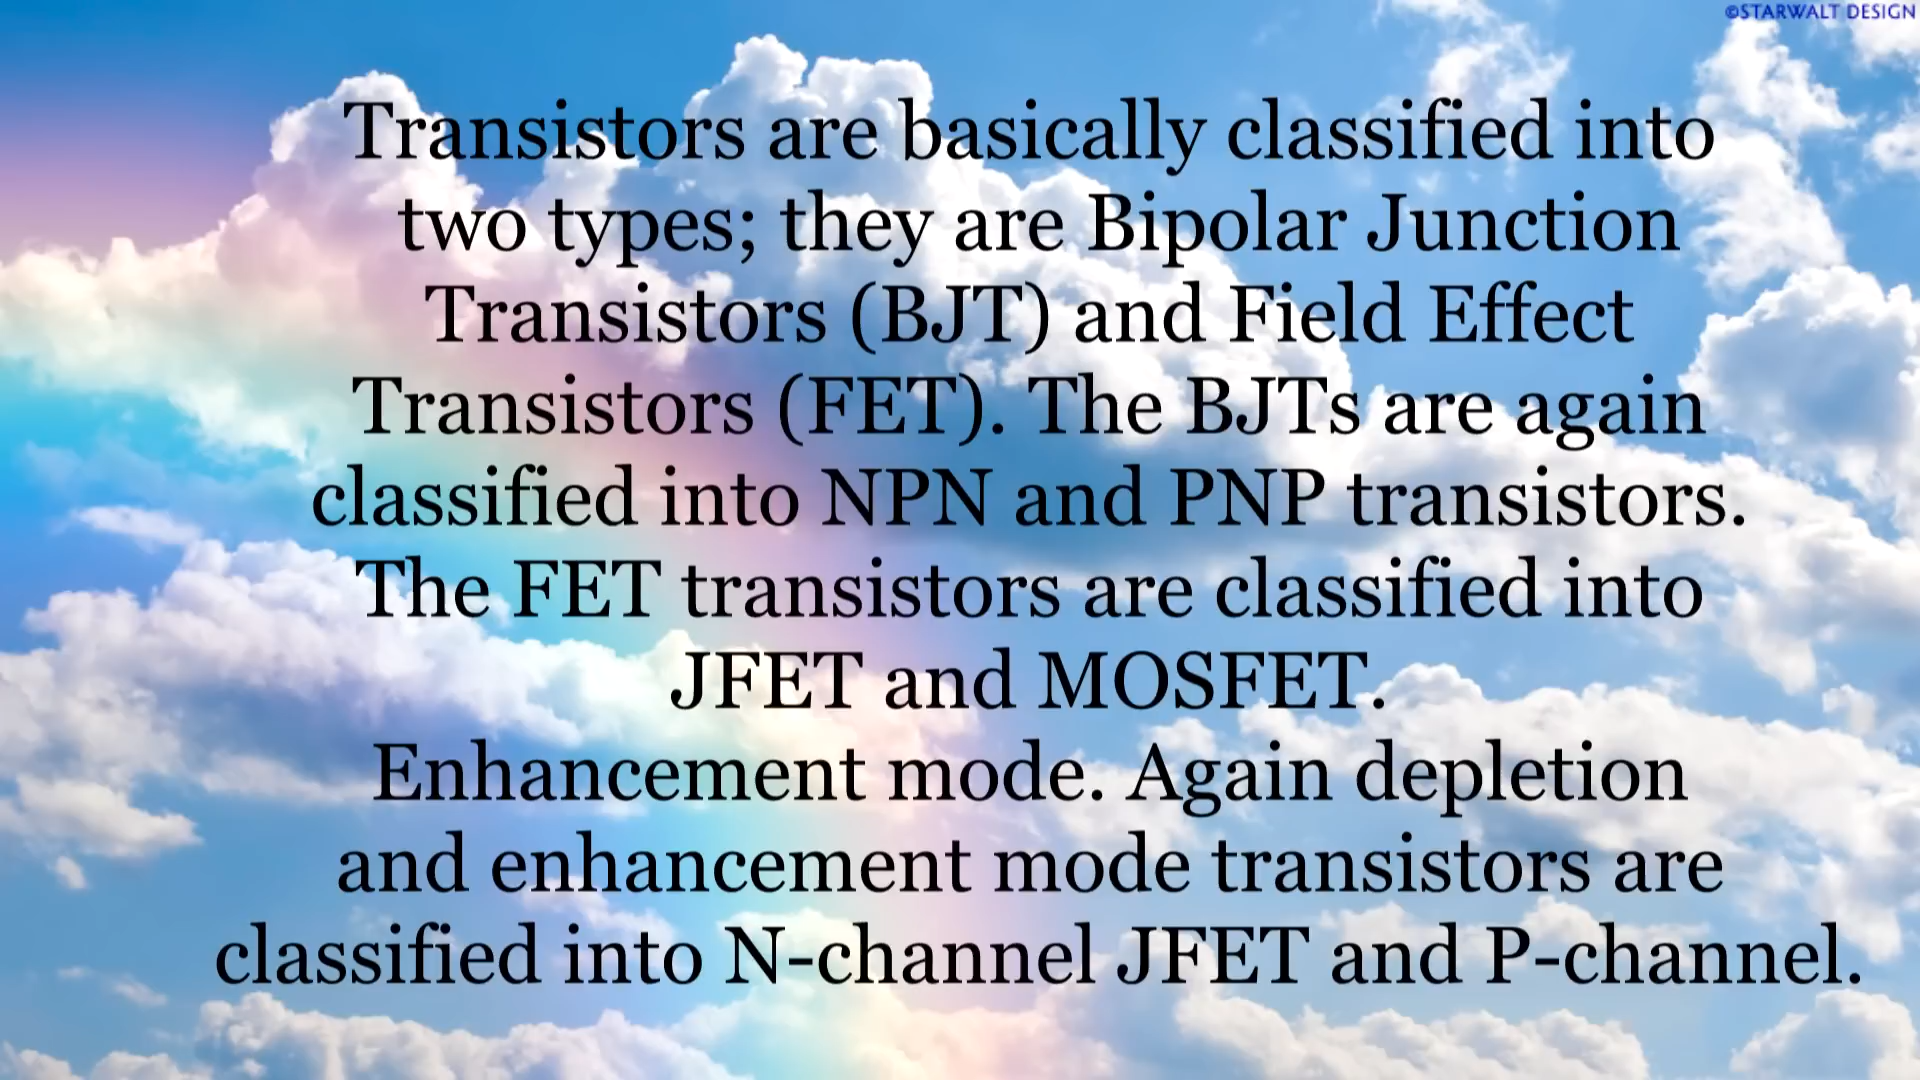 ©STARWALT DESIGN
Transistors are basically classified into
two types; they are Bipolar Junction
Transistors (BJT) and Field Effect
Transistors (FET). The BJTs are again
classified into NPN and PNP transistors.
The FET transistors are classified into
JFET and MOSFET.
Enhancement mode. Again depletion
and enhancement mode transistors are
classified into N-channel JFET and P-channel.